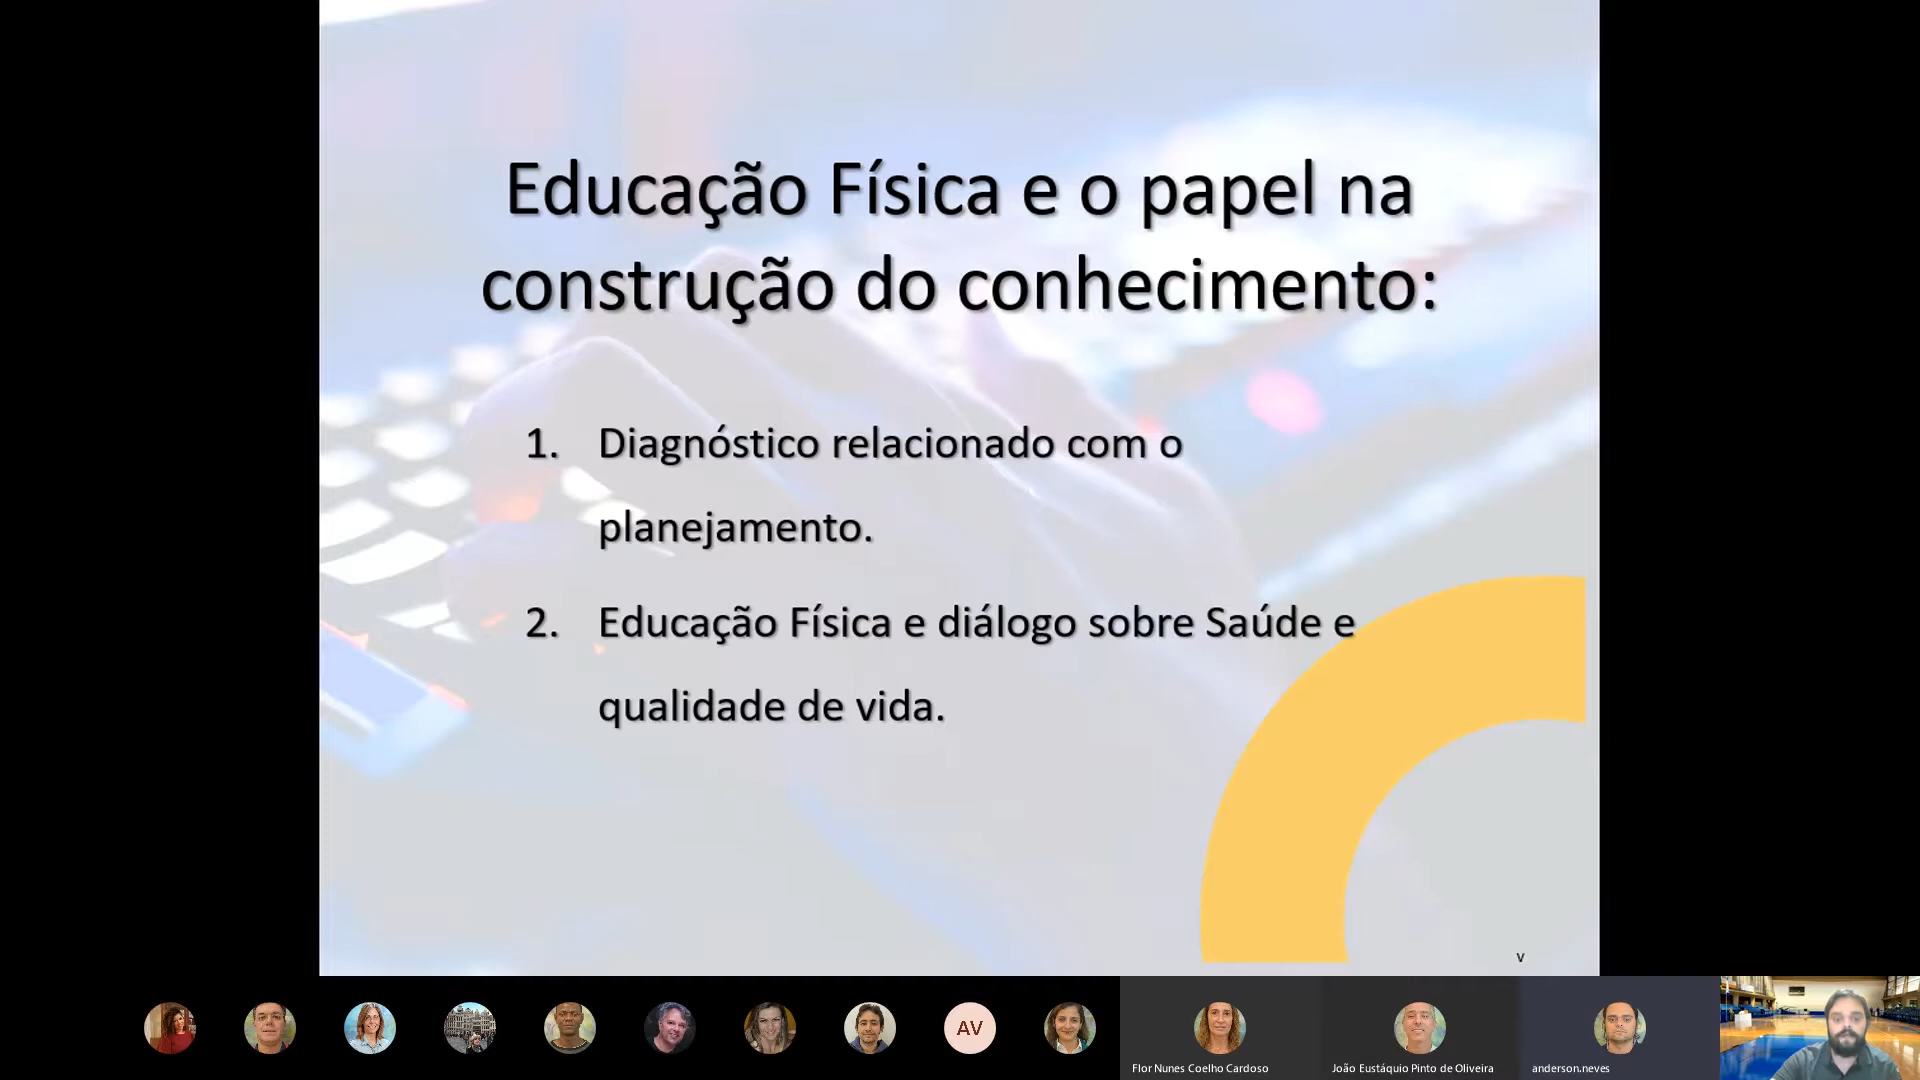 Educação Física e o papel na
construção do conhecimento:
1. Diagnóstico relacionado com o
planejamento.
2. Educação Física e diálogo sobre Saúde e
qualidade de vida.
v
AV
Flor Nunes Coelho Cardoso
João Eustáquio Pinto de Oliveira
anderson.neves